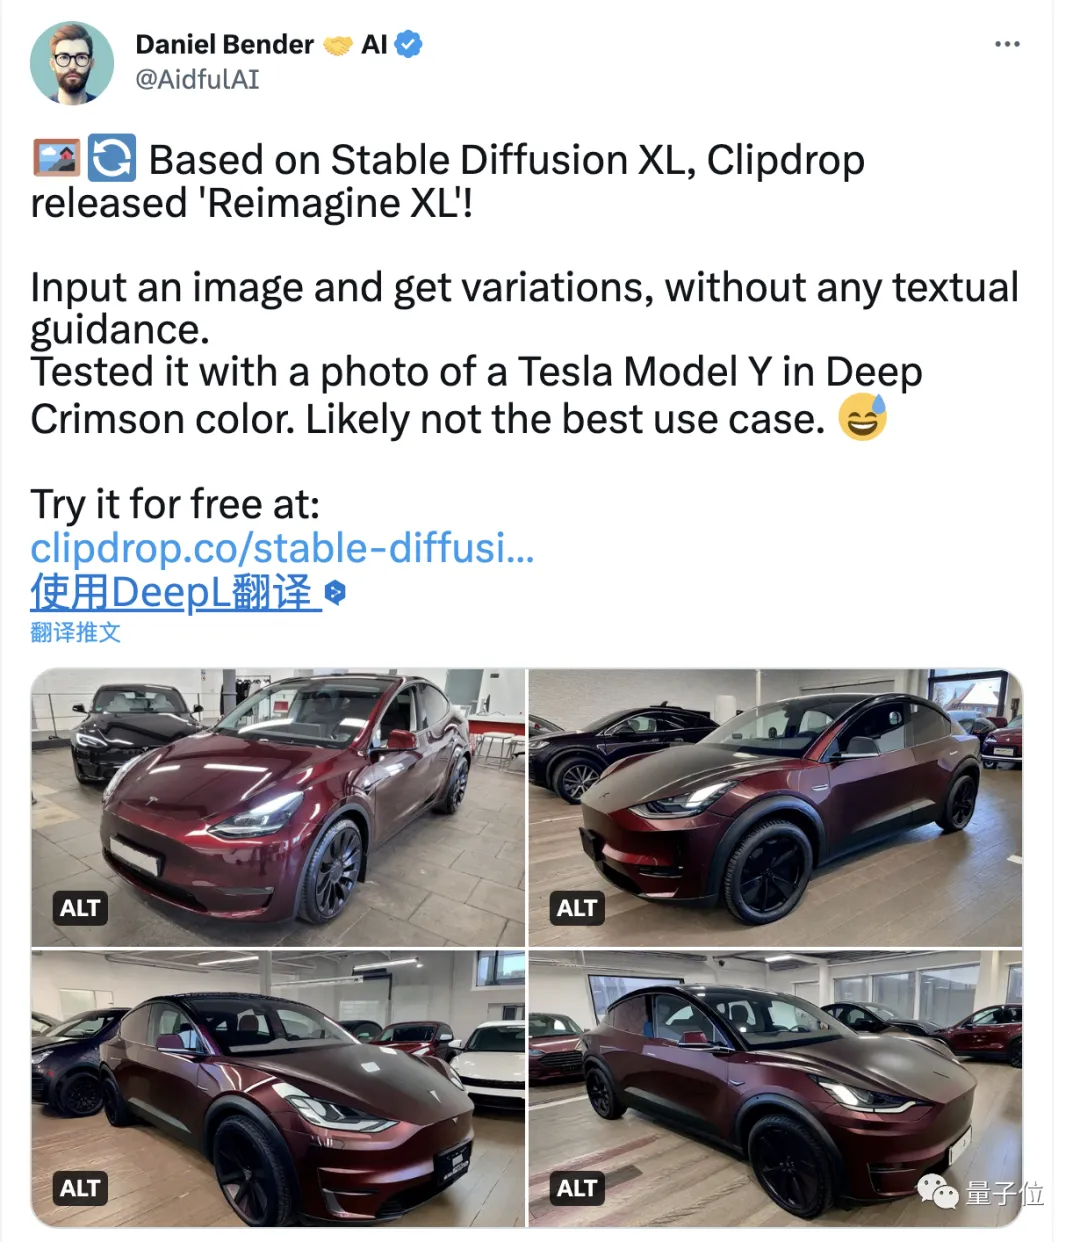 Daniel Bender 🤝 AI
@AidfulAI
🖼️🔄 Based on Stable Diffusion XL, Clipdrop
released 'Reimagine XL'!
Input an image and get variations, without any textual
guidance.
Tested it with a photo of a Tesla Model Y in Deep
Crimson color. Likely not the best use case. 😅
Try it for free at:
clipdrop.co/stable-diffusi...
使用DeepL翻译
翻译推文
ALT
ALT
ALT
ALT
量子位